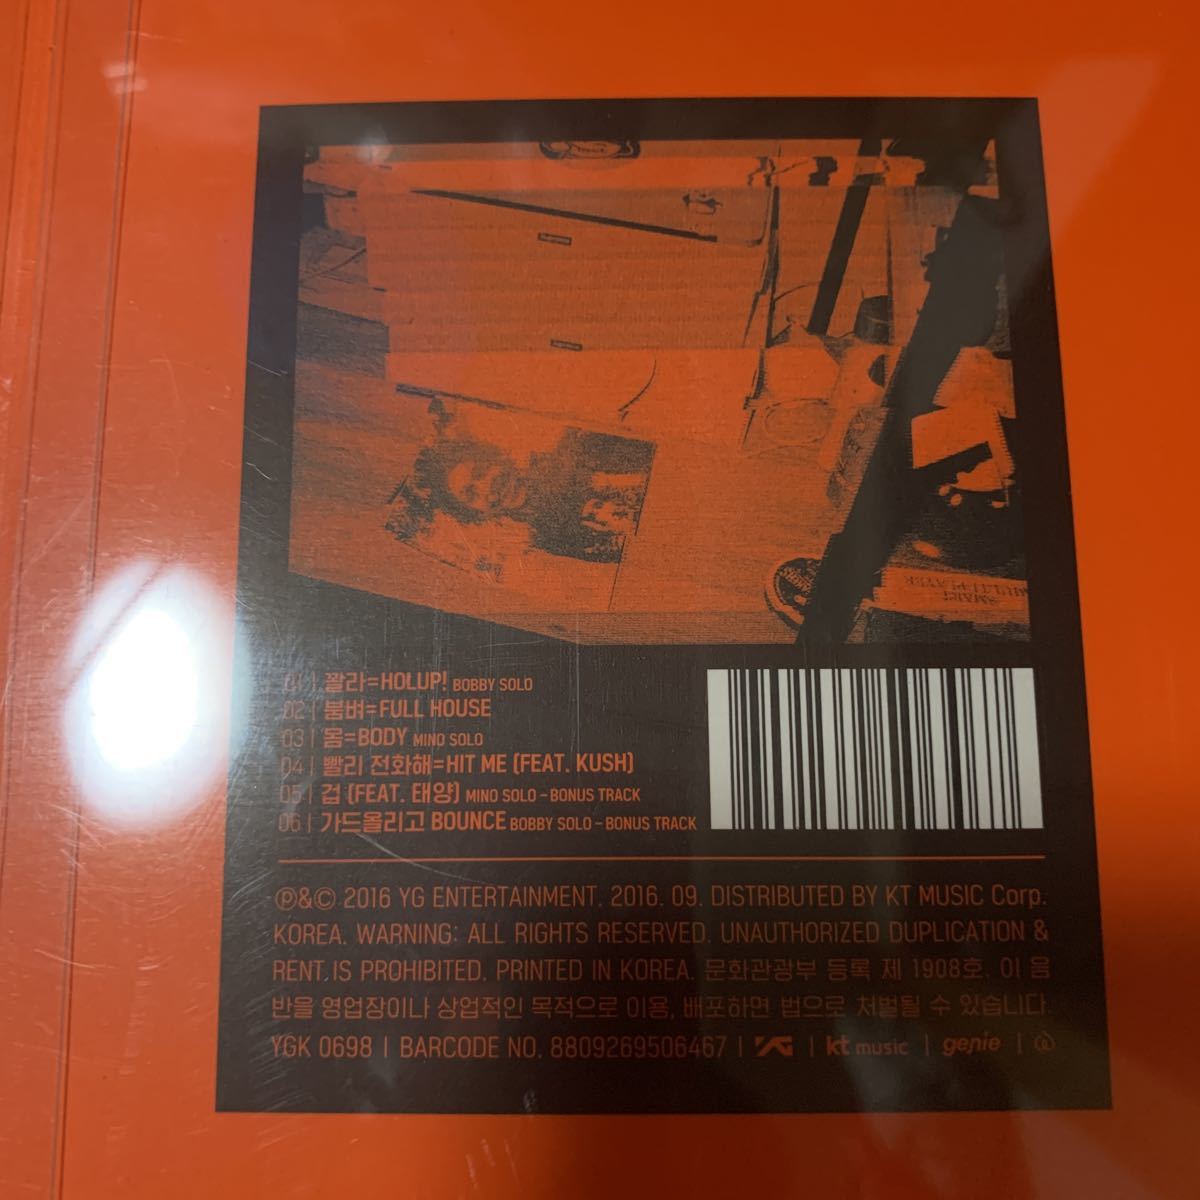 Supreme
Supreme
SMART
MULTI PLAYER
01 | 꽐라=HOLUP! BOBBY SOLO
02 | 붐벼=FULL HOUSE
03 | 몸=BODY MINO SOLO
04 | 빨리 전화해=HIT ME (FEAT. KUSH)
05 | 겁 (FEAT. 태양) MINO SOLO – BONUS TRACK
06 | 가드올리고 BOUNCE BOBBY SOLO – BONUS TRACK
℗&© 2016 YG ENTERTAINMENT. 2016. 09. DISTRIBUTED BY KT MUSIC Corp.
KOREA. WARNING: ALL RIGHTS RESERVED. UNAUTHORIZED DUPLICATION &
RENT IS PROHIBITED. PRINTED IN KOREA. 문화관광부 등록 제 1908호. 이 음
반을 영업장이나 상업적인 목적으로 이용, 배포하면 법으로 처벌될 수 있습니다.
YGK 0698 | BARCODE NO. 8809269506467 | YG | kt music | genie |